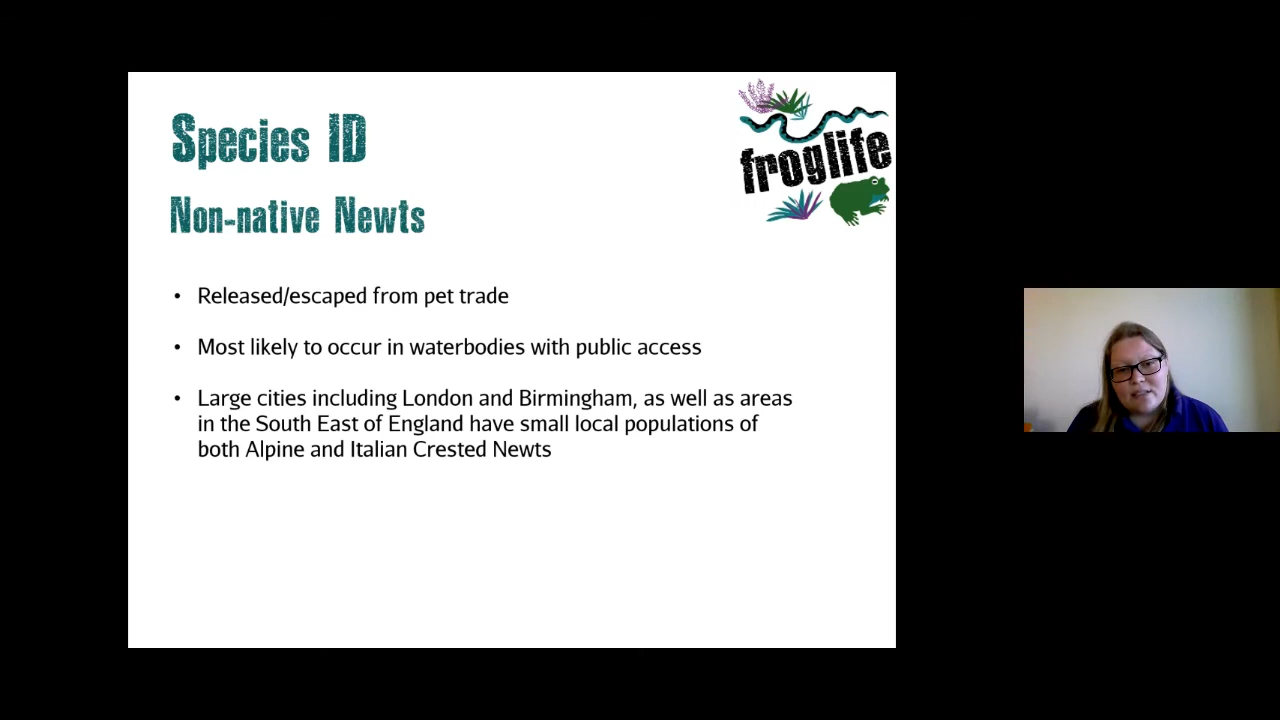 Species ID
Non-native Newts
froglife
• Released/escaped from pet trade
• Most likely to occur in waterbodies with public access
• Large cities including London and Birmingham, as well as areas
in the South East of England have small local populations of
both Alpine and Italian Crested Newts